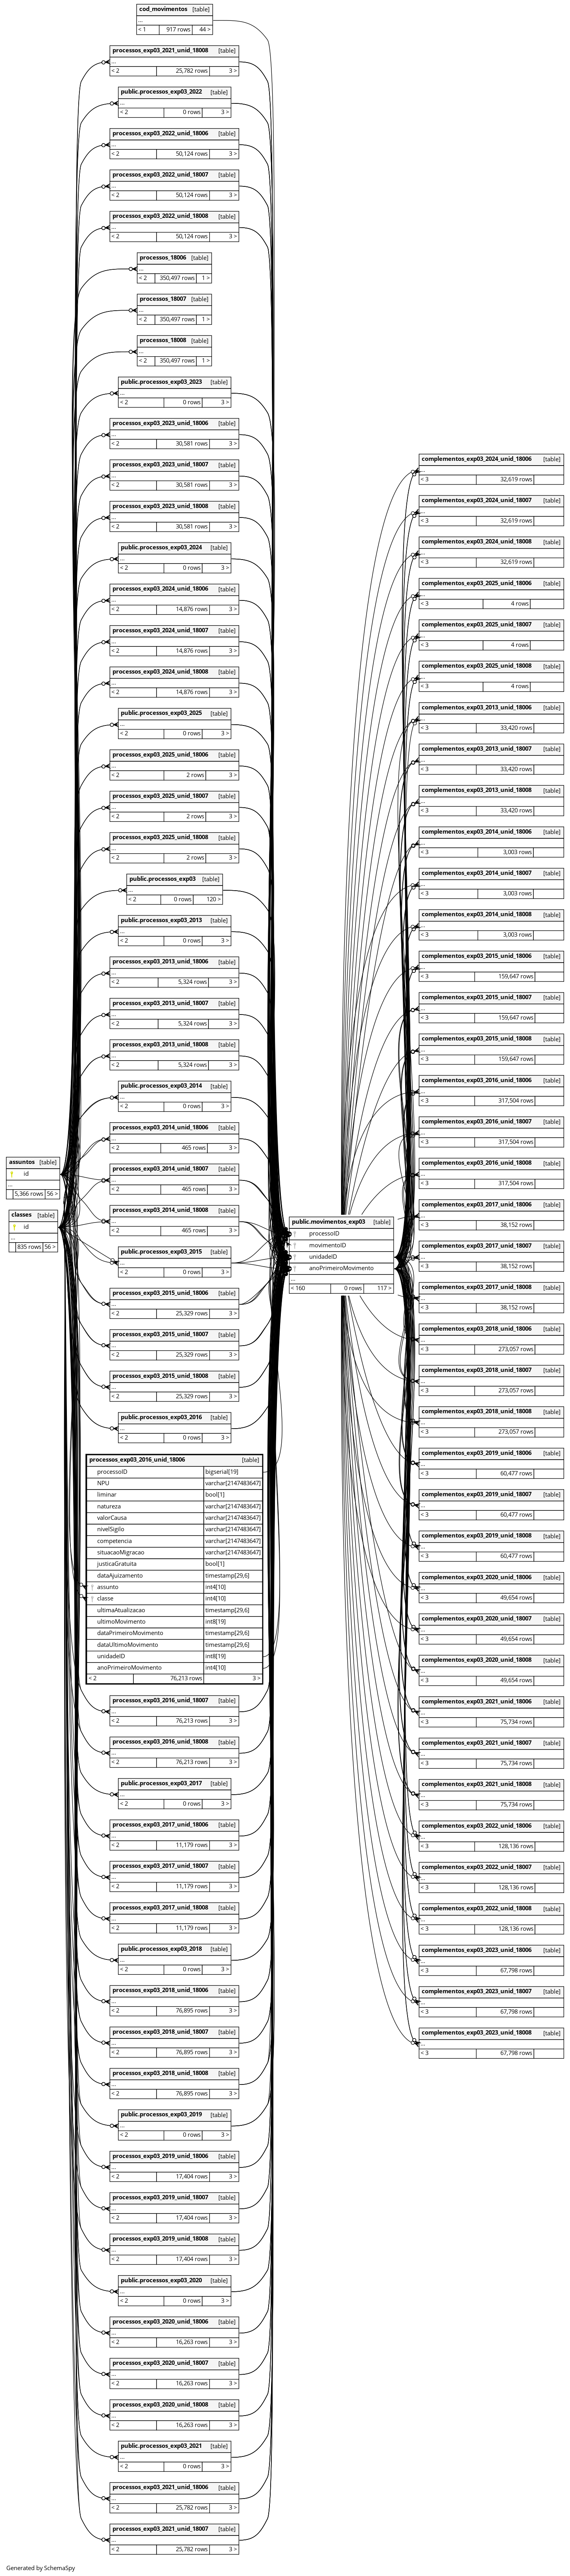 cod_movimentos [table]
...
< 1 917 rows 44 >
processos_exp03_2021_unid_18008 [table]
...
< 2 25,782 rows 3 >
public.processos_exp03_2022 [table]
...
< 2 0 rows 3 >
processos_exp03_2022_unid_18006 [table]
...
< 2 50,124 rows 3 >
processos_exp03_2022_unid_18007 [table]
...
< 2 50,124 rows 3 >
processos_exp03_2022_unid_18008 [table]
...
< 2 50,124 rows 3 >
processos_18006 [table]
...
< 2 350,497 rows 1 >
processos_18007 [table]
...
< 2 350,497 rows 1 >
processos_18008 [table]
...
< 2 350,497 rows 1 >
public.processos_exp03_2023 [table]
...
< 2 0 rows 3 >
processos_exp03_2023_unid_18006 [table]
...
< 2 30,581 rows 3 >
processos_exp03_2023_unid_18007 [table]
...
< 2 30,581 rows 3 >
processos_exp03_2023_unid_18008 [table]
...
< 2 30,581 rows 3 >
public.processos_exp03_2024 [table]
...
< 2 0 rows 3 >
processos_exp03_2024_unid_18006 [table]
...
< 2 14,876 rows 3 >
processos_exp03_2024_unid_18007 [table]
...
< 2 14,876 rows 3 >
processos_exp03_2024_unid_18008 [table]
...
< 2 14,876 rows 3 >
public.processos_exp03_2025 [table]
...
< 2 0 rows 3 >
processos_exp03_2025_unid_18006 [table]
...
< 2 2 rows 3 >
processos_exp03_2025_unid_18007 [table]
...
< 2 2 rows 3 >
processos_exp03_2025_unid_18008 [table]
...
< 2 2 rows 3 >
public.processos_exp03 [table]
...
< 2 0 rows 120 >
public.processos_exp03_2013 [table]
...
< 2 0 rows 3 >
processos_exp03_2013_unid_18006 [table]
...
< 2 5,324 rows 3 >
processos_exp03_2013_unid_18007 [table]
...
< 2 5,324 rows 3 >
processos_exp03_2013_unid_18008 [table]
...
< 2 5,324 rows 3 >
public.processos_exp03_2014 [table]
...
< 2 0 rows 3 >
processos_exp03_2014_unid_18006 [table]
...
< 2 465 rows 3 >
processos_exp03_2014_unid_18007 [table]
...
< 2 465 rows 3 >
processos_exp03_2014_unid_18008 [table]
...
< 2 465 rows 3 >
public.processos_exp03_2015 [table]
...
< 2 0 rows 3 >
processos_exp03_2015_unid_18006 [table]
...
< 2 25,329 rows 3 >
processos_exp03_2015_unid_18007 [table]
...
< 2 25,329 rows 3 >
processos_exp03_2015_unid_18008 [table]
...
< 2 25,329 rows 3 >
public.processos_exp03_2016 [table]
...
< 2 0 rows 3 >
assuntos [table]
id
...
5,366 rows 56 >
classes [table]
id
...
835 rows 56 >
processos_exp03_2016_unid_18006 [table]
processoID bigserial[19]
NPU varchar[2147483647]
liminar bool[1]
natureza varchar[2147483647]
valorCausa varchar[2147483647]
nivelSigilo varchar[2147483647]
competencia varchar[2147483647]
situacaoMigracao varchar[2147483647]
justicaGratuita bool[1]
dataAjuizamento timestamp[29,6]
assunto int4[10]
classe int4[10]
ultimaAtualizacao timestamp[29,6]
ultimoMovimento int8[19]
dataPrimeiroMovimento timestamp[29,6]
dataUltimoMovimento timestamp[29,6]
unidadeID int8[19]
anoPrimeiroMovimento int4[10]
< 2 76,213 rows 3 >
processos_exp03_2016_unid_18007 [table]
...
< 2 76,213 rows 3 >
processos_exp03_2016_unid_18008 [table]
...
< 2 76,213 rows 3 >
public.processos_exp03_2017 [table]
...
< 2 0 rows 3 >
processos_exp03_2017_unid_18006 [table]
...
< 2 11,179 rows 3 >
processos_exp03_2017_unid_18007 [table]
...
< 2 11,179 rows 3 >
processos_exp03_2017_unid_18008 [table]
...
< 2 11,179 rows 3 >
public.processos_exp03_2018 [table]
...
< 2 0 rows 3 >
processos_exp03_2018_unid_18006 [table]
...
< 2 76,895 rows 3 >
processos_exp03_2018_unid_18007 [table]
...
< 2 76,895 rows 3 >
processos_exp03_2018_unid_18008 [table]
...
< 2 76,895 rows 3 >
public.processos_exp03_2019 [table]
...
< 2 0 rows 3 >
processos_exp03_2019_unid_18006 [table]
...
< 2 17,404 rows 3 >
processos_exp03_2019_unid_18007 [table]
...
< 2 17,404 rows 3 >
processos_exp03_2019_unid_18008 [table]
...
< 2 17,404 rows 3 >
public.processos_exp03_2020 [table]
...
< 2 0 rows 3 >
processos_exp03_2020_unid_18006 [table]
...
< 2 16,263 rows 3 >
processos_exp03_2020_unid_18007 [table]
...
< 2 16,263 rows 3 >
processos_exp03_2020_unid_18008 [table]
...
< 2 16,263 rows 3 >
public.processos_exp03_2021 [table]
...
< 2 0 rows 3 >
processos_exp03_2021_unid_18006 [table]
...
< 2 25,782 rows 3 >
processos_exp03_2021_unid_18007 [table]
...
< 2 25,782 rows 3 >
public.movimentos_exp03 [table]
processoID
movimentoID
unidadeID
anoPrimeiroMovimento
...
< 160 0 rows 117 >
complementos_exp03_2024_unid_18006 [table]
...
< 3 32,619 rows
complementos_exp03_2024_unid_18007 [table]
...
< 3 32,619 rows
complementos_exp03_2024_unid_18008 [table]
...
< 3 32,619 rows
complementos_exp03_2025_unid_18006 [table]
...
< 3 4 rows
complementos_exp03_2025_unid_18007 [table]
...
< 3 4 rows
complementos_exp03_2025_unid_18008 [table]
...
< 3 4 rows
complementos_exp03_2013_unid_18006 [table]
...
< 3 33,420 rows
complementos_exp03_2013_unid_18007 [table]
...
< 3 33,420 rows
complementos_exp03_2013_unid_18008 [table]
...
< 3 33,420 rows
complementos_exp03_2014_unid_18006 [table]
...
< 3 3,003 rows
complementos_exp03_2014_unid_18007 [table]
...
< 3 3,003 rows
complementos_exp03_2014_unid_18008 [table]
...
< 3 3,003 rows
complementos_exp03_2015_unid_18006 [table]
...
< 3 159,647 rows
complementos_exp03_2015_unid_18007 [table]
...
< 3 159,647 rows
complementos_exp03_2015_unid_18008 [table]
...
< 3 159,647 rows
complementos_exp03_2016_unid_18006 [table]
...
< 3 317,504 rows
complementos_exp03_2016_unid_18007 [table]
...
< 3 317,504 rows
complementos_exp03_2016_unid_18008 [table]
...
< 3 317,504 rows
complementos_exp03_2017_unid_18006 [table]
...
< 3 38,152 rows
complementos_exp03_2017_unid_18007 [table]
...
< 3 38,152 rows
complementos_exp03_2017_unid_18008 [table]
...
< 3 38,152 rows
complementos_exp03_2018_unid_18006 [table]
...
< 3 273,057 rows
complementos_exp03_2018_unid_18007 [table]
...
< 3 273,057 rows
complementos_exp03_2018_unid_18008 [table]
...
< 3 273,057 rows
complementos_exp03_2019_unid_18006 [table]
...
< 3 60,477 rows
complementos_exp03_2019_unid_18007 [table]
...
< 3 60,477 rows
complementos_exp03_2019_unid_18008 [table]
...
< 3 60,477 rows
complementos_exp03_2020_unid_18006 [table]
...
< 3 49,654 rows
complementos_exp03_2020_unid_18007 [table]
...
< 3 49,654 rows
complementos_exp03_2020_unid_18008 [table]
...
< 3 49,654 rows
complementos_exp03_2021_unid_18006 [table]
...
< 3 75,734 rows
complementos_exp03_2021_unid_18007 [table]
...
< 3 75,734 rows
complementos_exp03_2021_unid_18008 [table]
...
< 3 75,734 rows
complementos_exp03_2022_unid_18006 [table]
...
< 3 128,136 rows
complementos_exp03_2022_unid_18007 [table]
...
< 3 128,136 rows
complementos_exp03_2022_unid_18008 [table]
...
< 3 128,136 rows
complementos_exp03_2023_unid_18006 [table]
...
< 3 67,798 rows
complementos_exp03_2023_unid_18007 [table]
...
< 3 67,798 rows
complementos_exp03_2023_unid_18008 [table]
...
< 3 67,798 rows
Generated by SchemaSpy